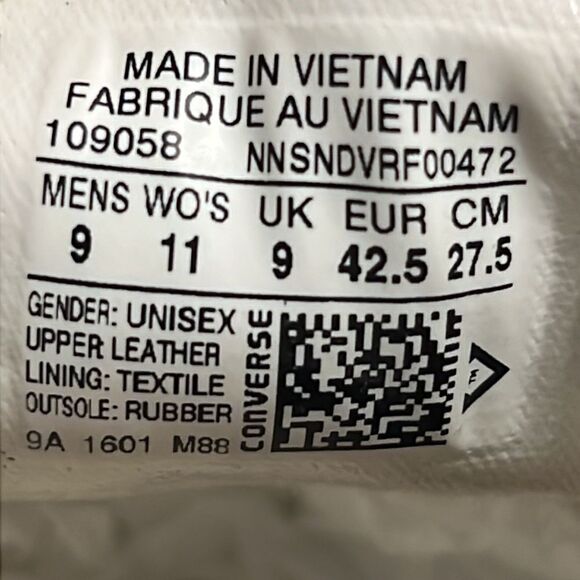 MADE IN VIETNAM
FABRIQUE AU VIETNAM
109058 NNSNDVRF00472
MENS WO'S UK EUR CM
9 11 9 42.5 27.5
GENDER: UNISEX
UPPER: LEATHER
LINING: TEXTILE
OUTSOLE: RUBBER
9A 1601 M88
CONVERSE